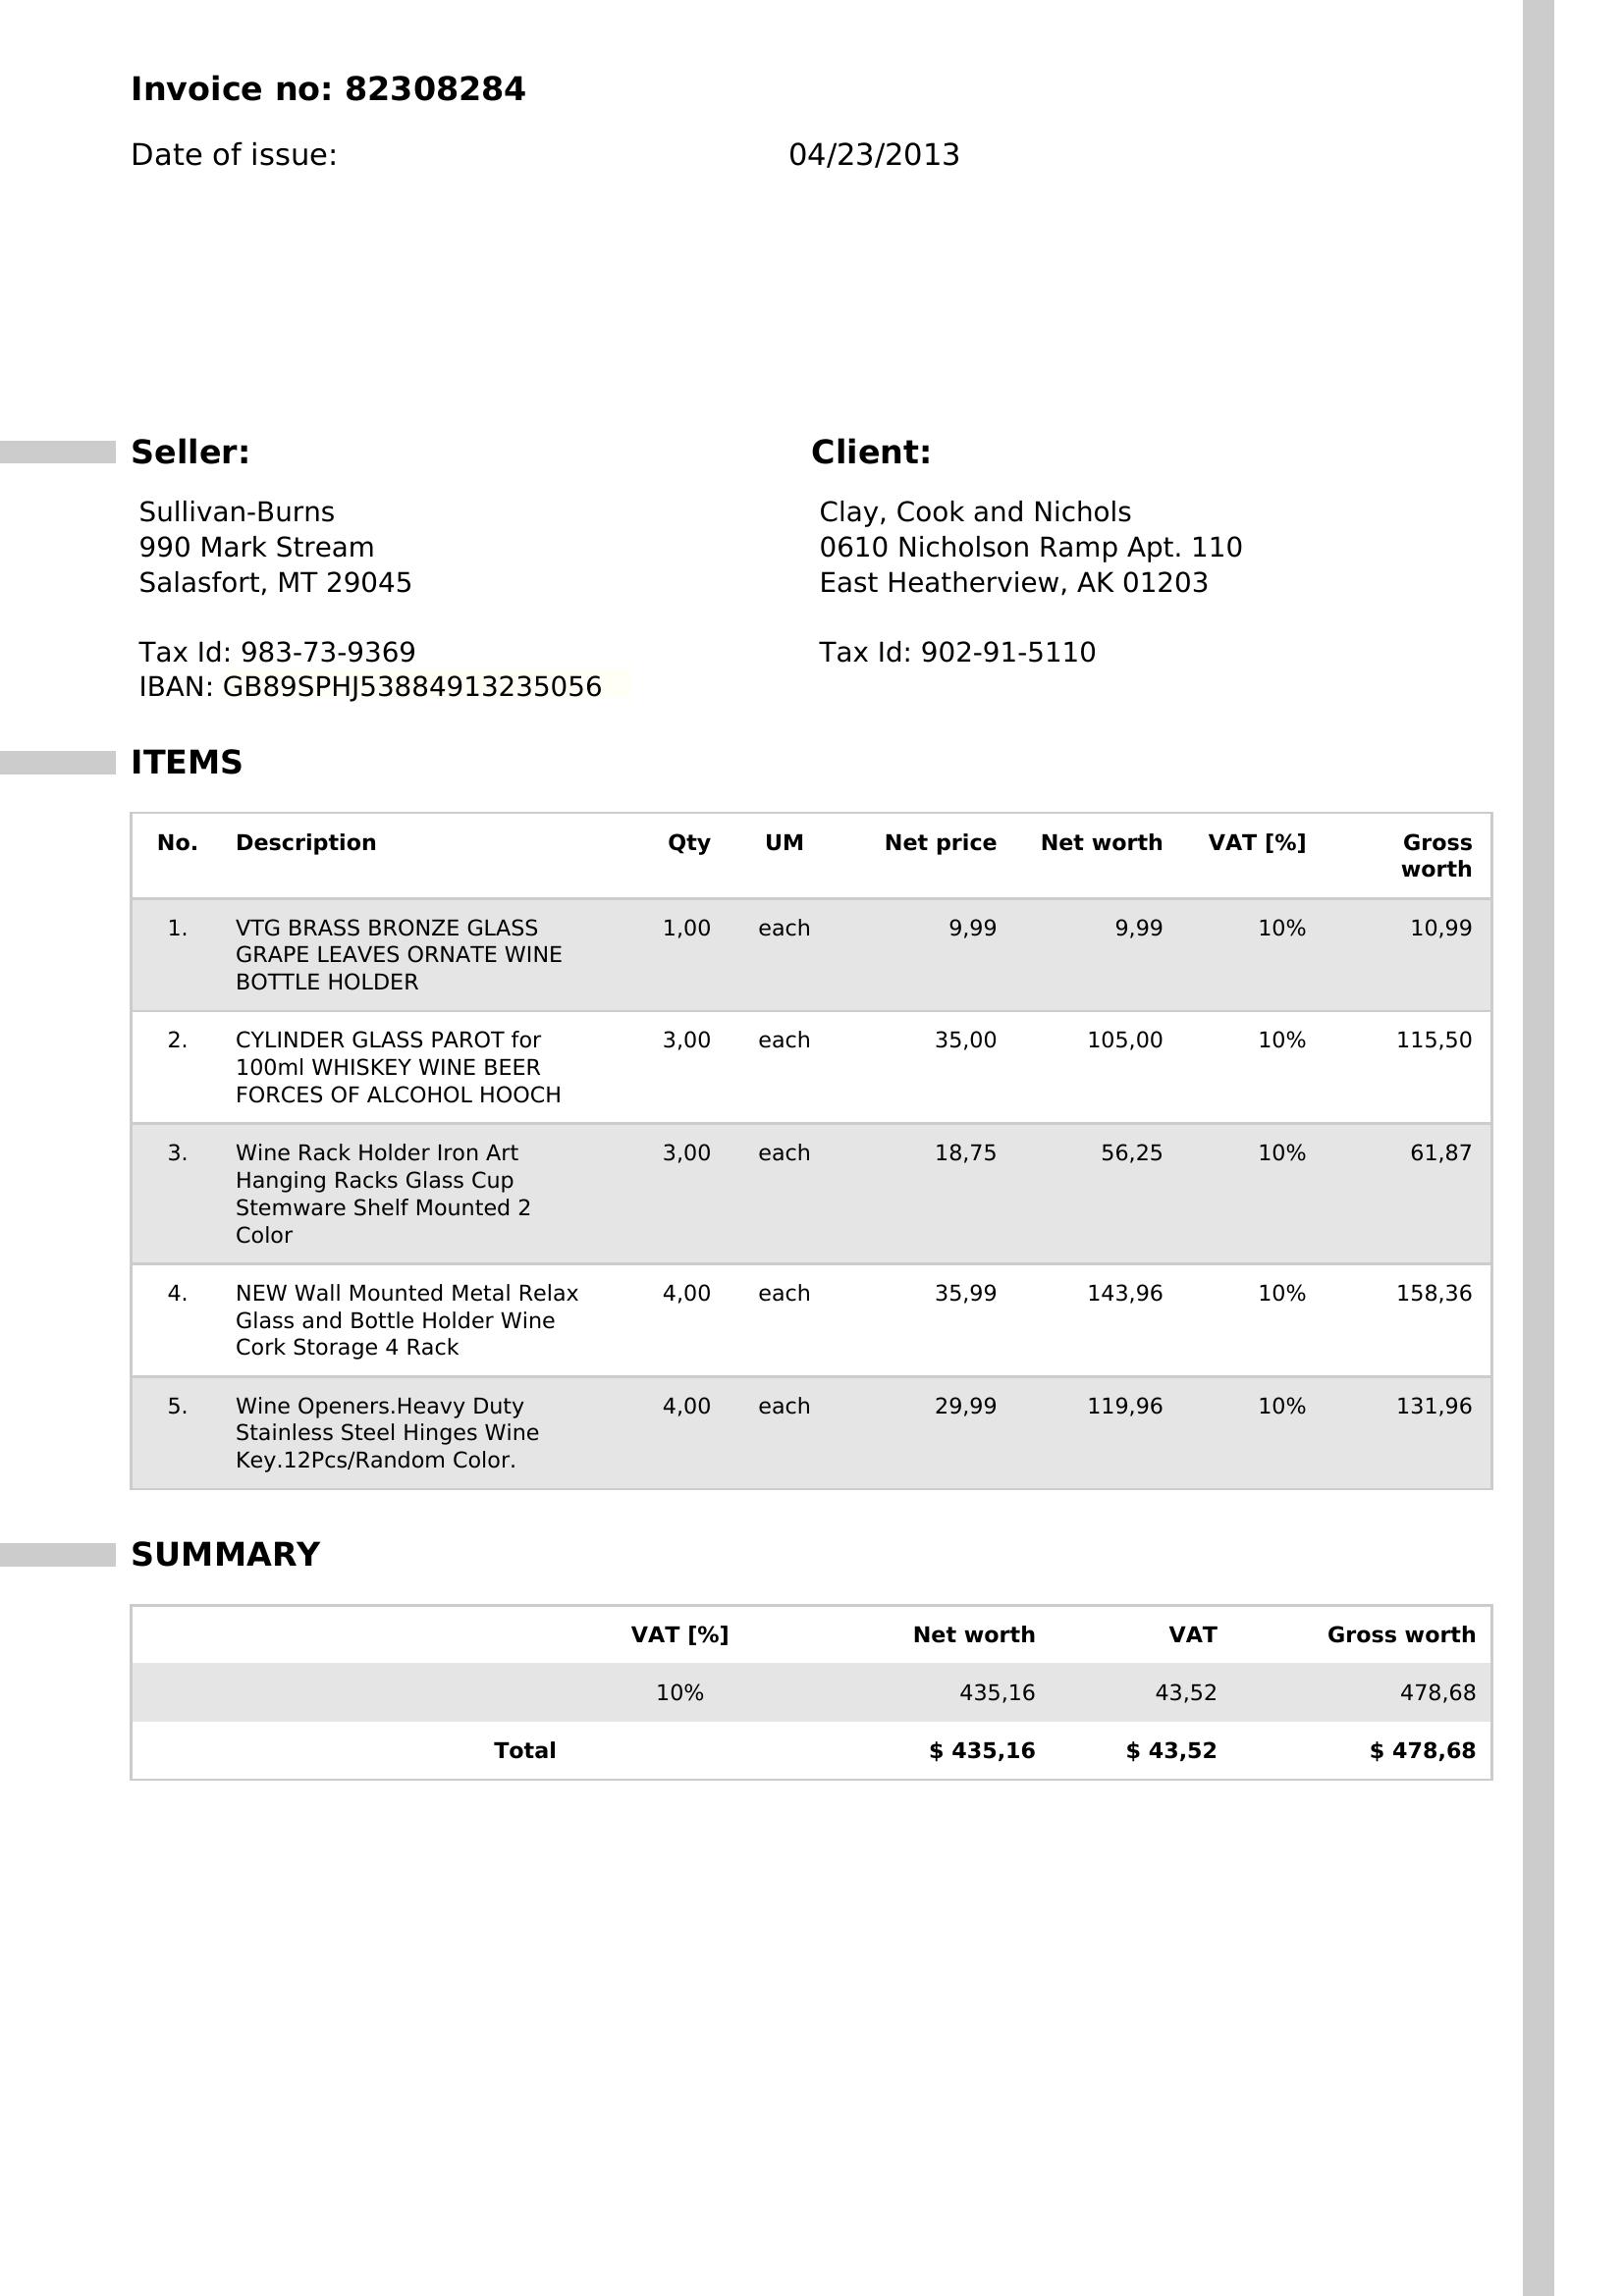 Invoice no: 82308284
Date of issue: 04/23/2013
Seller:
Sullivan-Burns
990 Mark Stream
Salasfort, MT 29045
Tax Id: 983-73-9369
IBAN: GB89SPHJ53884913235056
Client:
Clay, Cook and Nichols
0610 Nicholson Ramp Apt. 110
East Heatherview, AK 01203
Tax Id: 902-91-5110
ITEMS
No. Description Qty UM Net price Net worth VAT [%] Gross
worth
1. VTG BRASS BRONZE GLASS 1,00 each 9,99 9,99 10% 10,99
GRAPE LEAVES ORNATE WINE
BOTTLE HOLDER
2. CYLINDER GLASS PAROT for 3,00 each 35,00 105,00 10% 115,50
100ml WHISKEY WINE BEER
FORCES OF ALCOHOL HOOCH
3. Wine Rack Holder Iron Art 3,00 each 18,75 56,25 10% 61,87
Hanging Racks Glass Cup
Stemware Shelf Mounted 2
Color
4. NEW Wall Mounted Metal Relax 4,00 each 35,99 143,96 10% 158,36
Glass and Bottle Holder Wine
Cork Storage 4 Rack
5. Wine Openers.Heavy Duty 4,00 each 29,99 119,96 10% 131,96
Stainless Steel Hinges Wine
Key.12Pcs/Random Color.
SUMMARY
VAT [%] Net worth VAT Gross worth
10% 435,16 43,52 478,68
Total $ 435,16 $ 43,52 $ 478,68